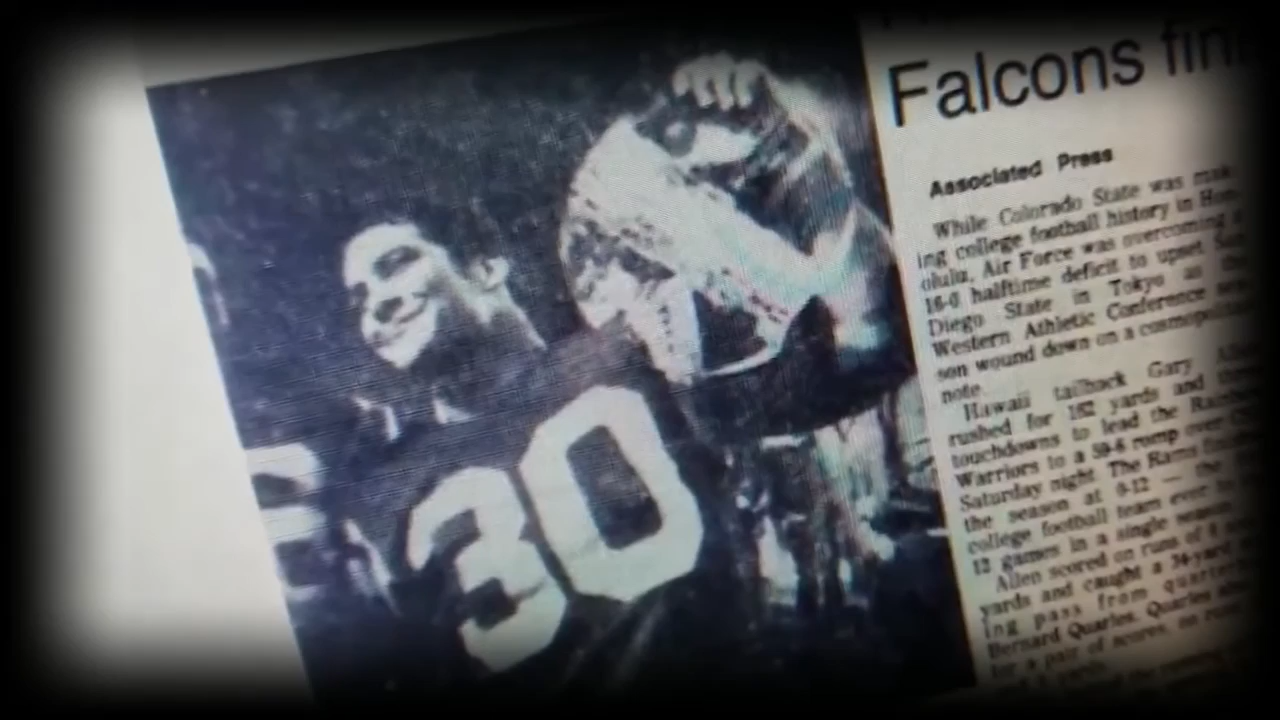 Falcons fin
Associated Press
While Colorado State was mak
ing college football history in Hon
olulu, Air Force was overcoming a
16-0 halftime deficit to upset San
Diego State in Tokyo as the
Western Athletic Conference sea
son wound down on a cosmopolitan
note.
Hawaii tailback Gary Allen
rushed for 182 yards and three
touchdowns to lead the Rainbow
Warriors to a 59-6 romp over CSU
Saturday night. The Rams finished
the season at 0-12 — the
college football team ever to
12 games in a single season.
Allen scored on runs of
yards and caught a 34-yard
ing pass from quarter
Bernard Quarles. Quarles also
for a pair of scores, on runs
30